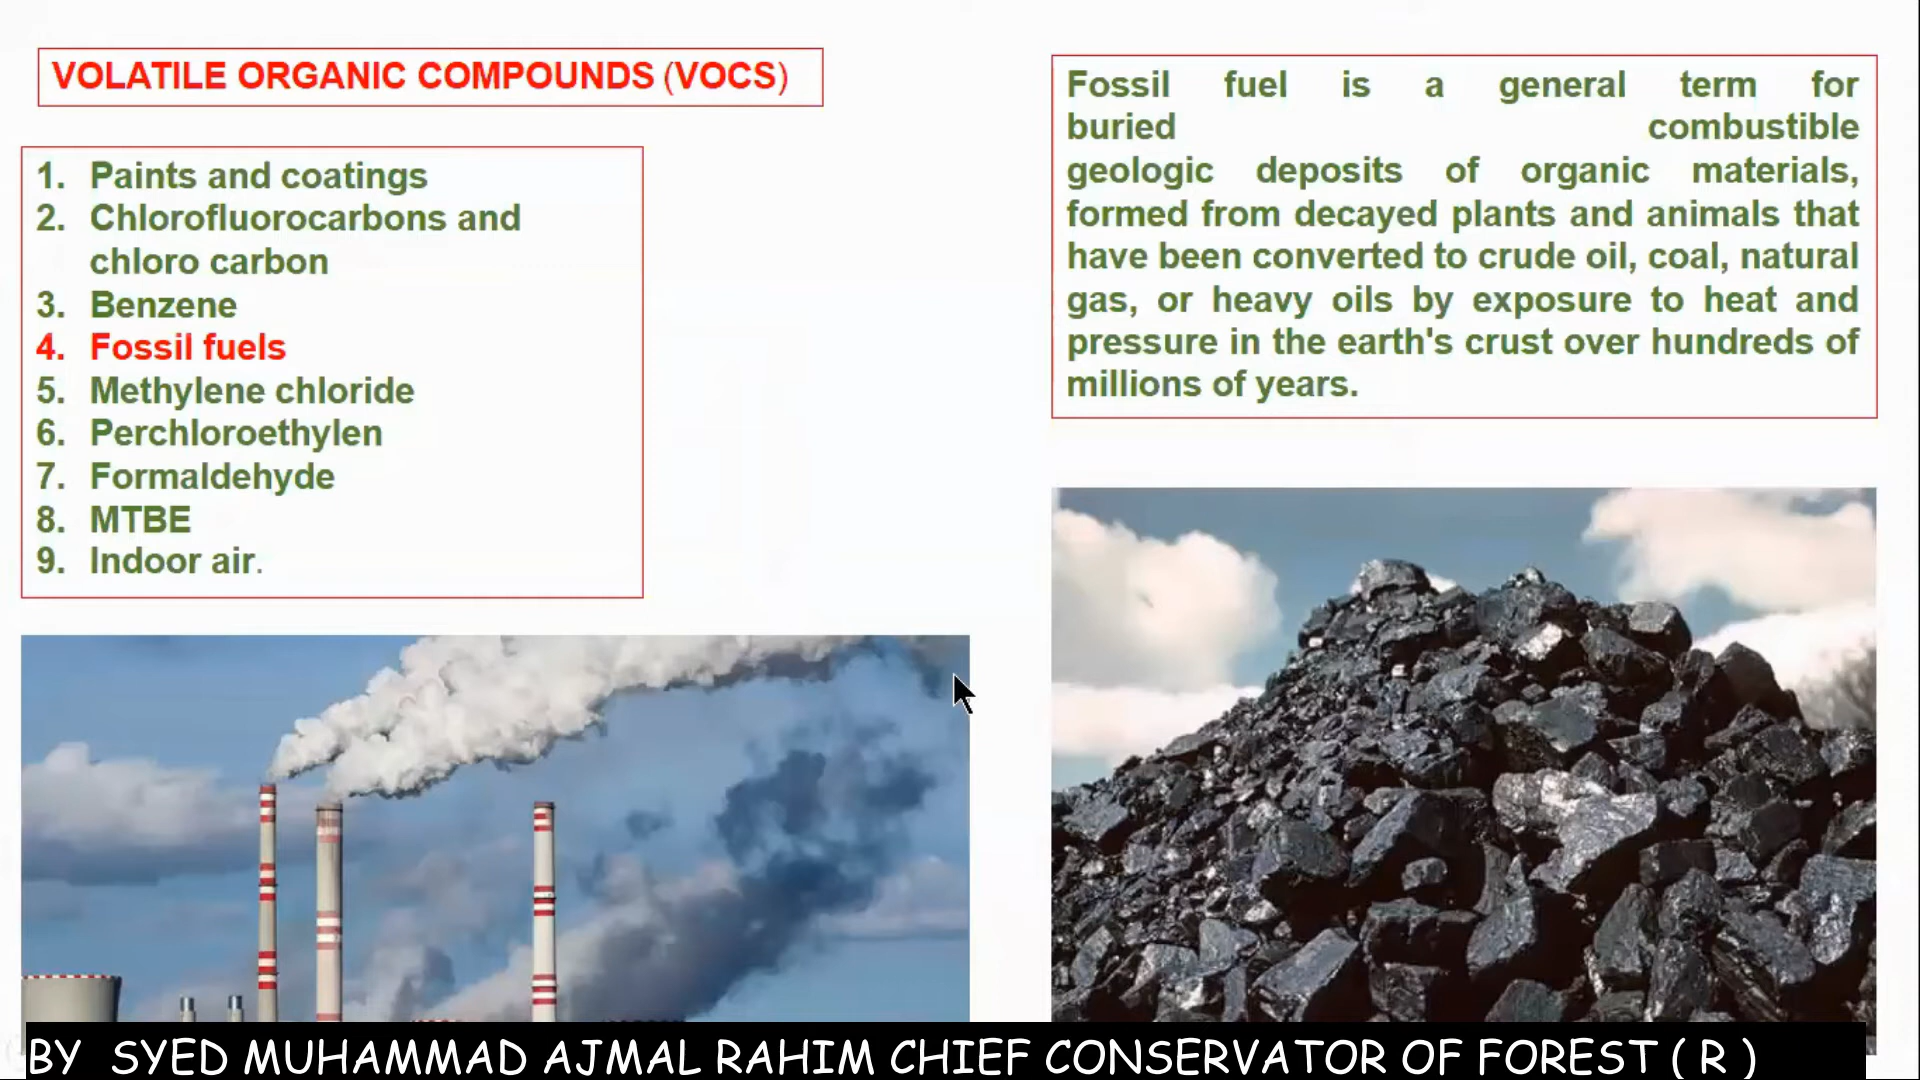 VOLATILE ORGANIC COMPOUNDS (VOCS)
1. Paints and coatings
2. Chlorofluorocarbons and
chloro carbon
3. Benzene
4. Fossil fuels
5. Methylene chloride
6. Perchloroethylen
7. Formaldehyde
8. MTBE
9. Indoor air.
Fossil fuel is a general term for
buried combustible
geologic deposits of organic materials,
formed from decayed plants and animals that
have been converted to crude oil, coal, natural
gas, or heavy oils by exposure to heat and
pressure in the earth's crust over hundreds of
millions of years.
BY SYED MUHAMMAD AJMAL RAHIM CHIEF CONSERVATOR OF FOREST ( R )